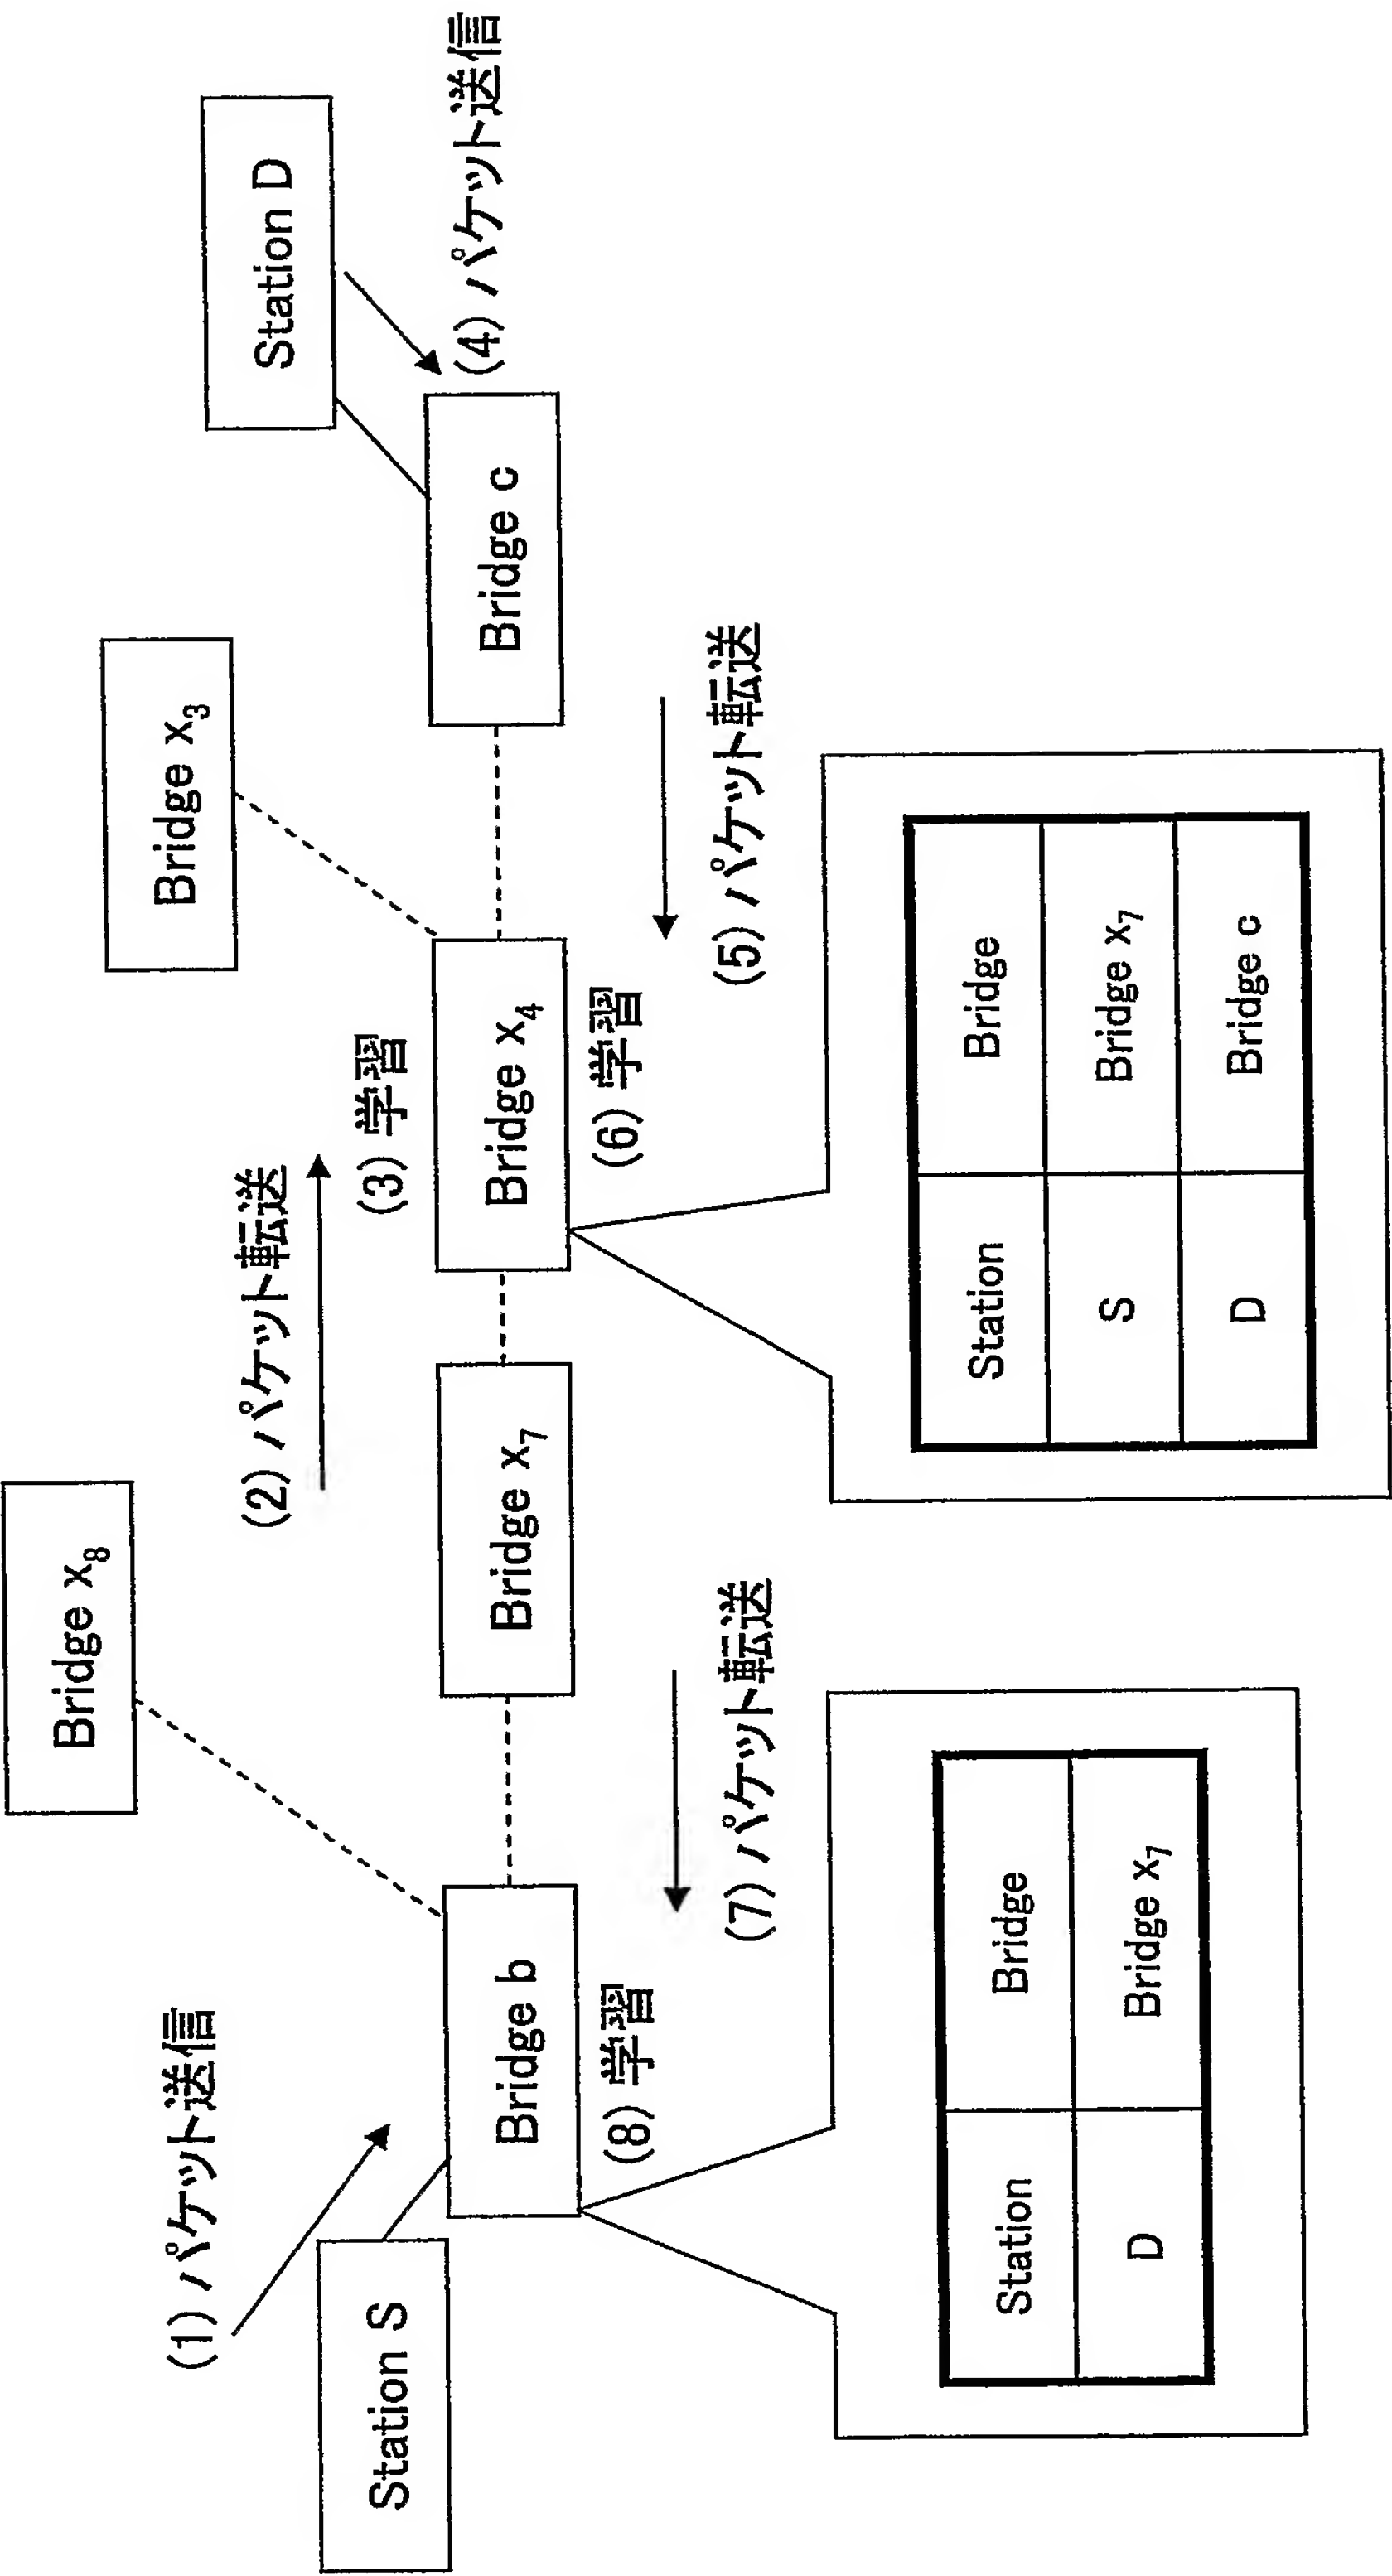 (1) パケット送信
Station S
Bridge b
(8) 学習
Bridge x8
(2) パケット転送
Bridge x7
(7) パケット転送
(3) 学習
Bridge x4
(6) 学習
Bridge x3
(5) パケット転送
Bridge c
Station D
(4) パケット送信
Station Bridge
D Bridge x7
Station Bridge
S Bridge x7
D Bridge c